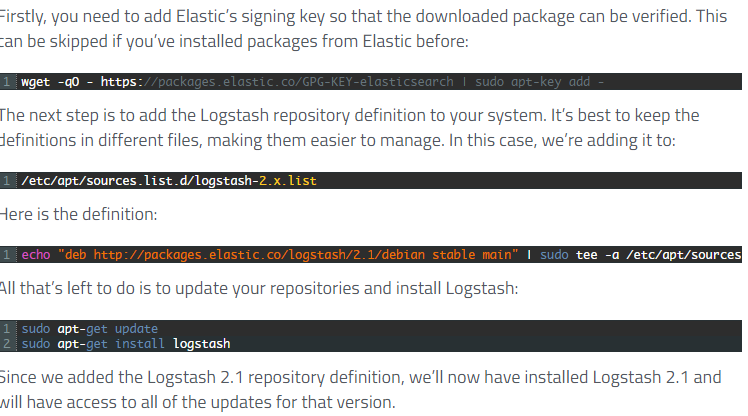 Firstly, you need to add Elastic’s signing key so that the downloaded package can be verified. This
can be skipped if you’ve installed packages from Elastic before:
1 wget -qO - https://packages.elastic.co/GPG-KEY-elasticsearch | sudo apt-key add -
The next step is to add the Logstash repository definition to your system. It’s best to keep the
definitions in different files, making them easier to manage. In this case, we’re adding it to:
1 /etc/apt/sources.list.d/logstash-2.x.list
Here is the definition:
1 echo "deb http://packages.elastic.co/logstash/2.1/debian stable main" | sudo tee -a /etc/apt/sources
All that’s left to do is to update your repositories and install Logstash:
1 sudo apt-get update
2 sudo apt-get install logstash
Since we added the Logstash 2.1 repository definition, we’ll now have installed Logstash 2.1 and
will have access to all of the updates for that version.